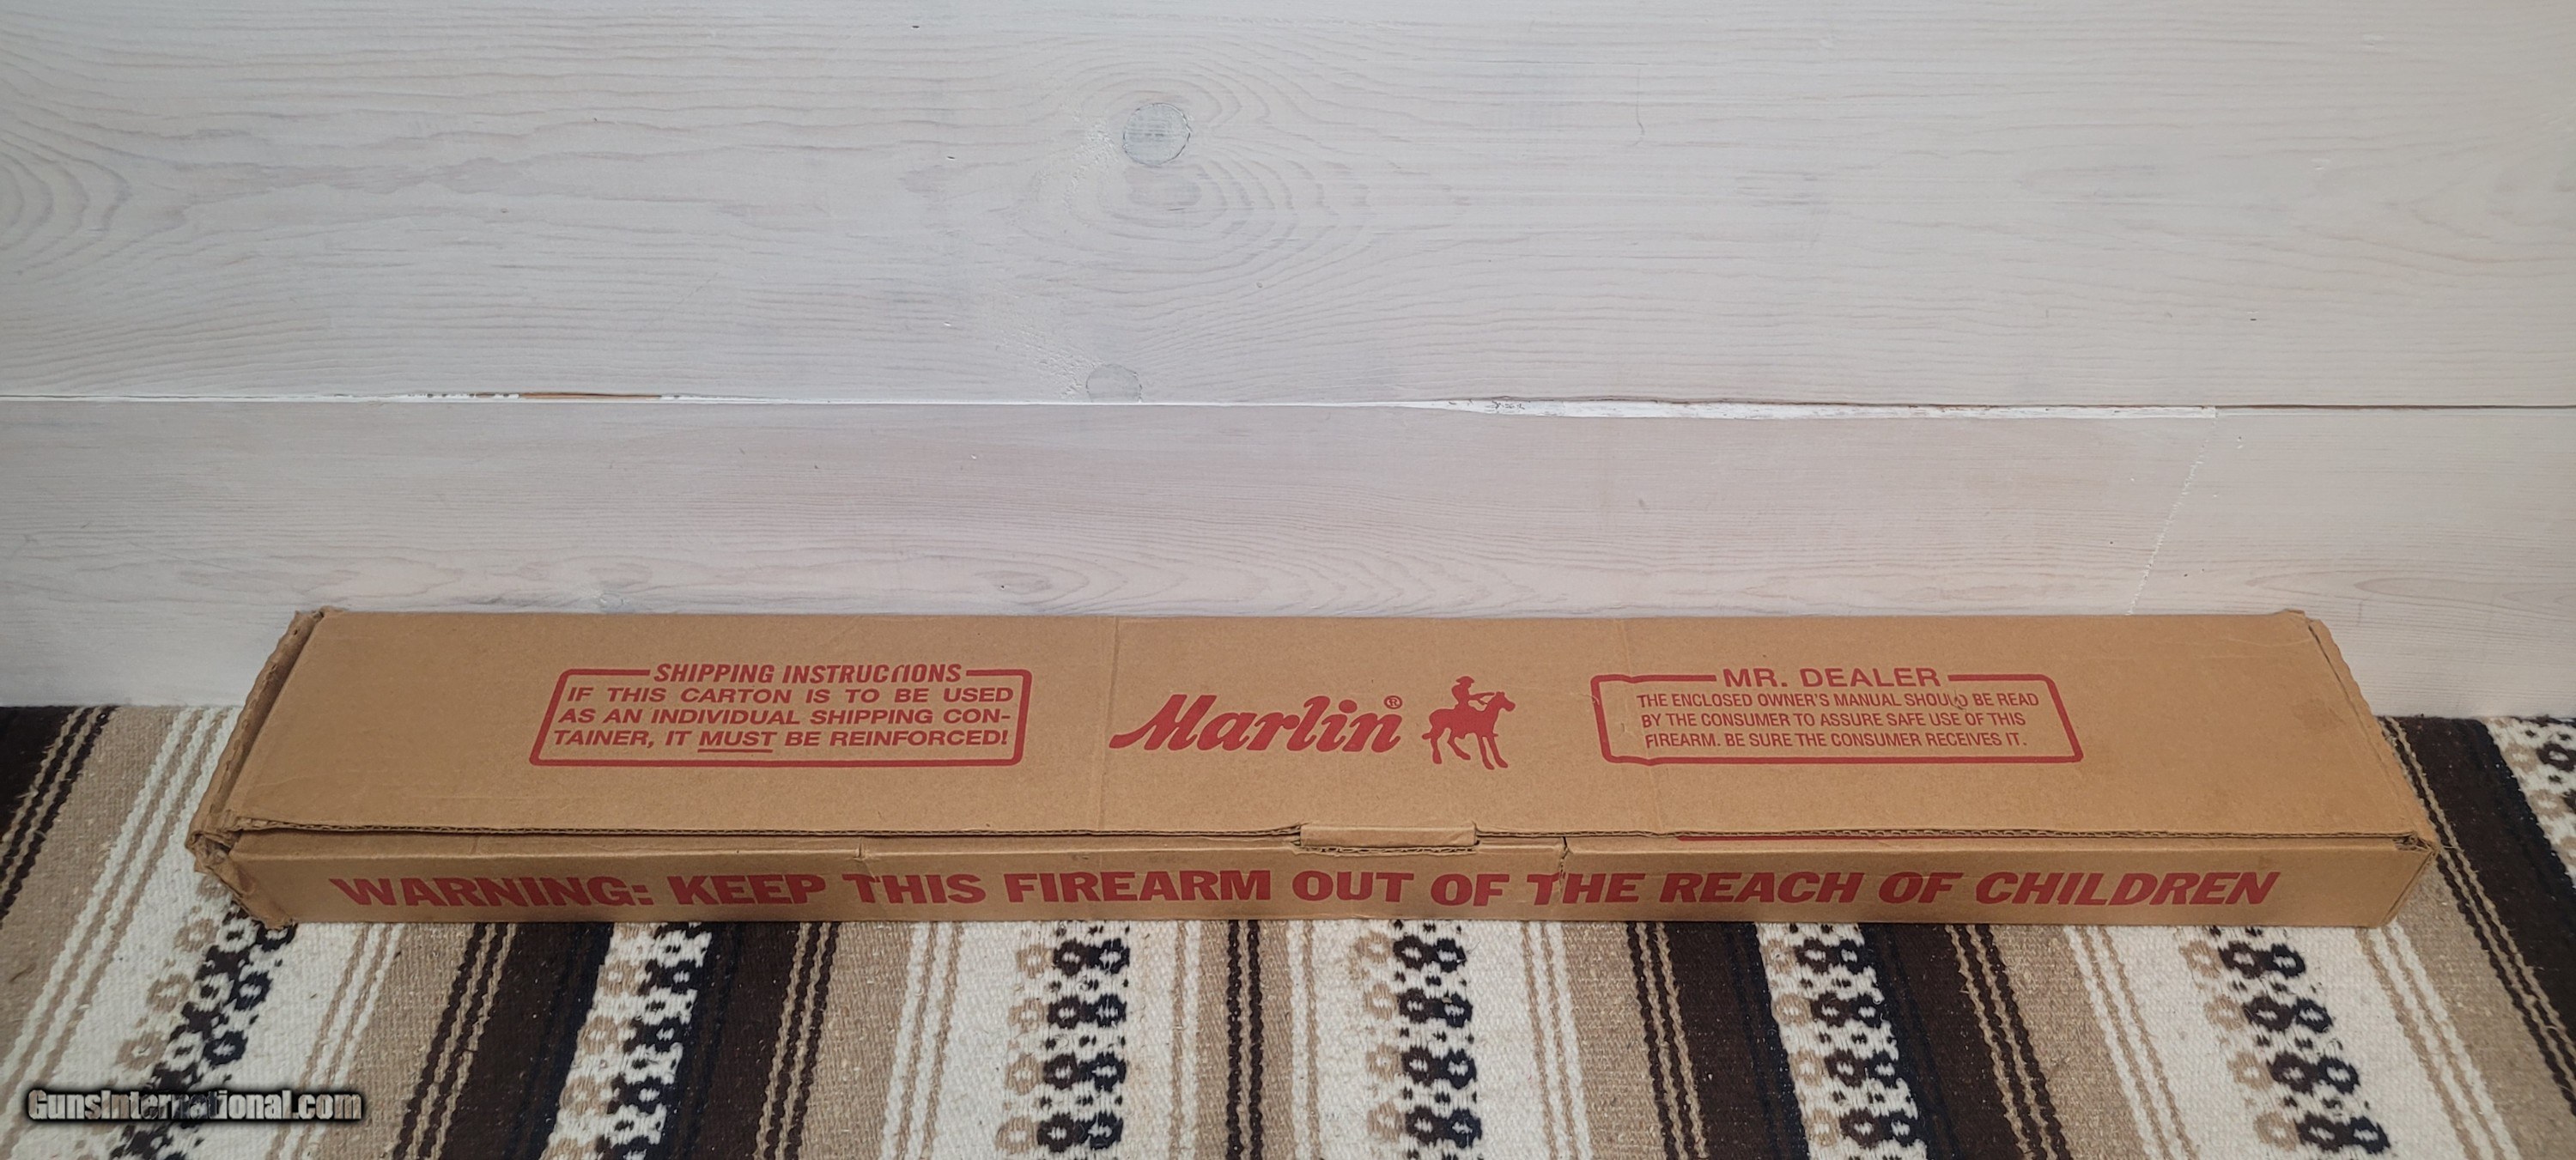 SHIPPING INSTRUCTIONS
IF THIS CARTON IS TO BE USED
AS AN INDIVIDUAL SHIPPING CON-
TAINER, IT MUST BE REINFORCED!
Marlin®
MR. DEALER
THE ENCLOSED OWNER'S MANUAL SHOULD BE READ
BY THE CONSUMER TO ASSURE SAFE USE OF THIS
FIREARM. BE SURE THE CONSUMER RECEIVES IT.
WARNING: KEEP THIS FIREARM OUT OF THE REACH OF CHILDREN
GunsInternational.com